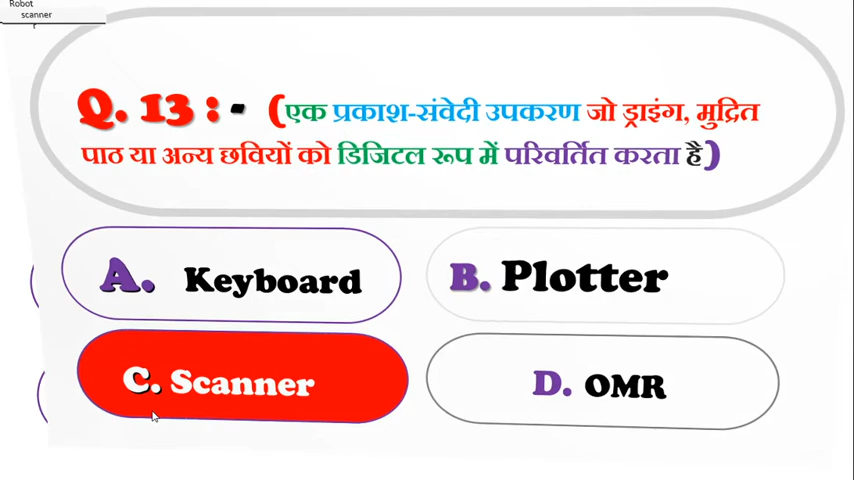 Robot
scanner
r
Q. 13 :- (एक प्रकाश-संवेदी उपकरण जो ड्राइंग, मुद्रित
पाठ या अन्य छवियों को डिजिटल रूप में परिवर्तित करता है)
A. Keyboard
B. Plotter
C. Scanner
D. OMR